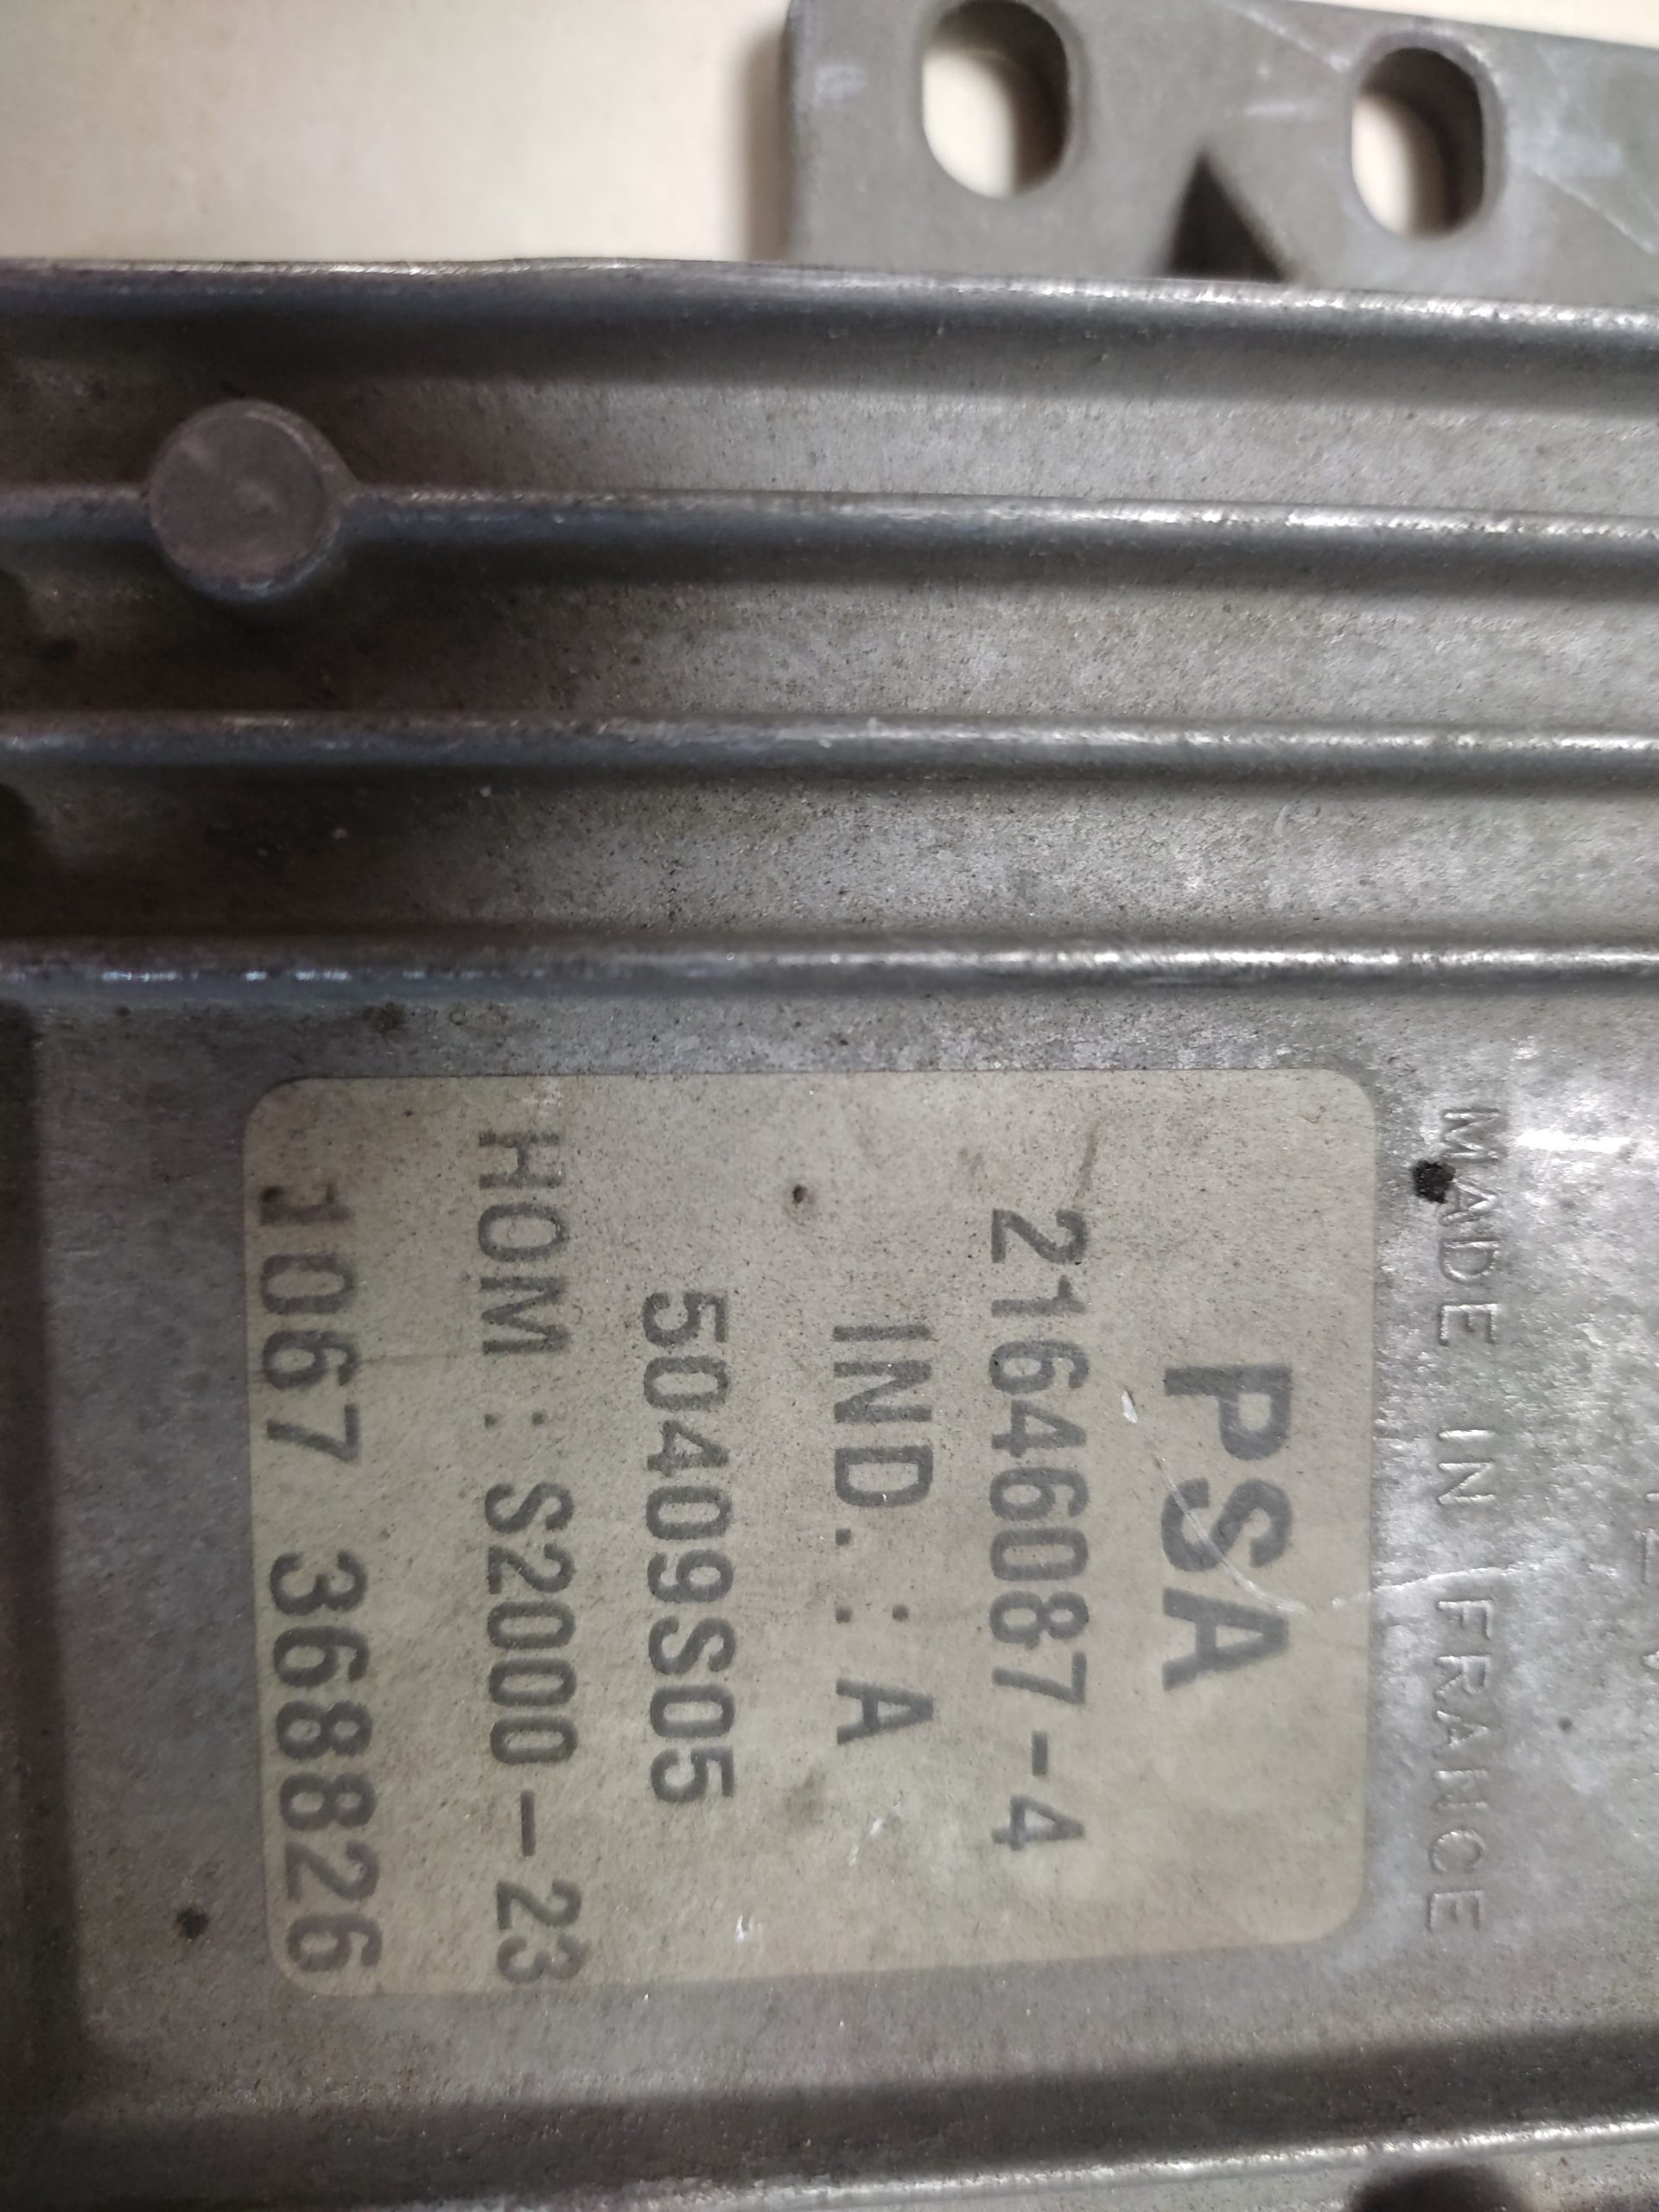 MADE IN FRANCE
PSA
21646087-4
IND.:A
50409S05
HOM:S2000-23
1067 368826